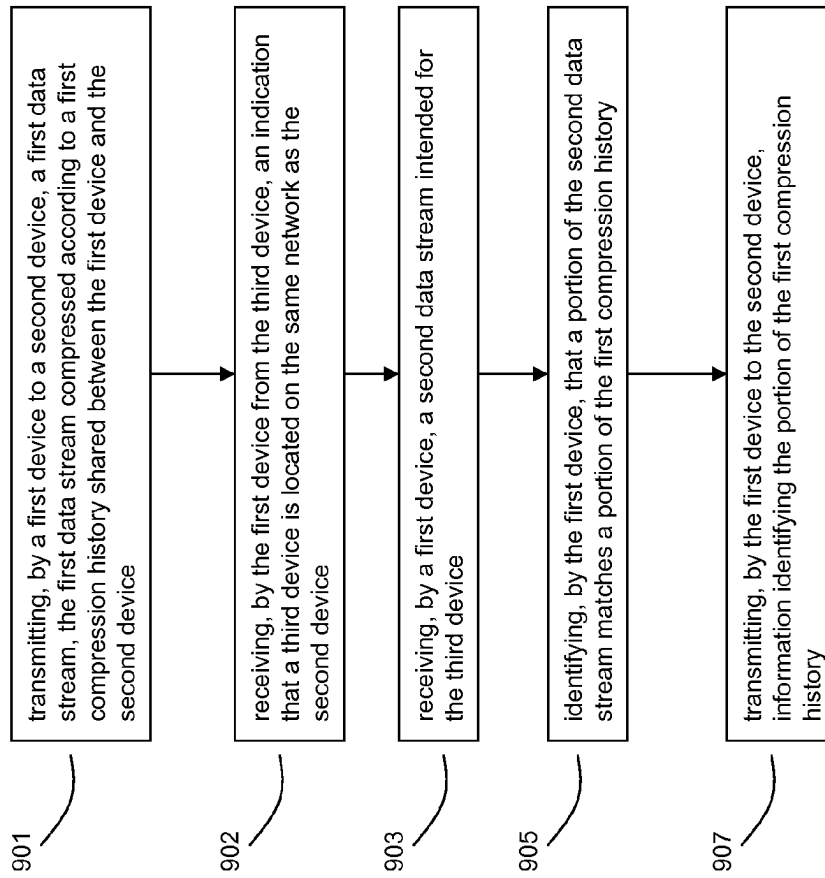 901
transmitting, by a first device to a second device, a first data
stream, the first data stream compressed according to a first
compression history shared between the first device and the
second device
902
receiving, by the first device from the third device, an indication
that a third device is located on the same network as the
second device
903
receiving, by a first device, a second data stream intended for
the third device
905
identifying, by the first device, that a portion of the second data
stream matches a portion of the first compression history
907
transmitting, by the first device to the second device,
information identifying the portion of the first compression
history